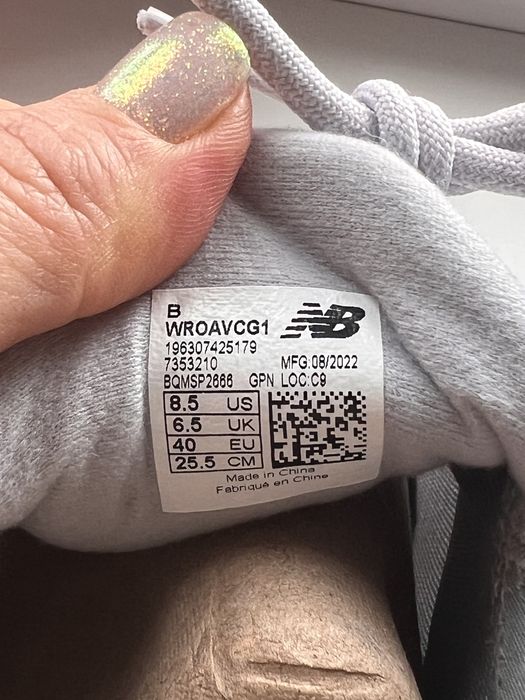 B
WROAVCG1
NB
196307425179
7353210 MFG:08/2022
BQMSP2666 GPN LOC:C9
8.5 US
6.5 UK
40 EU
25.5 CM
Made in China
Fabriqué en Chine